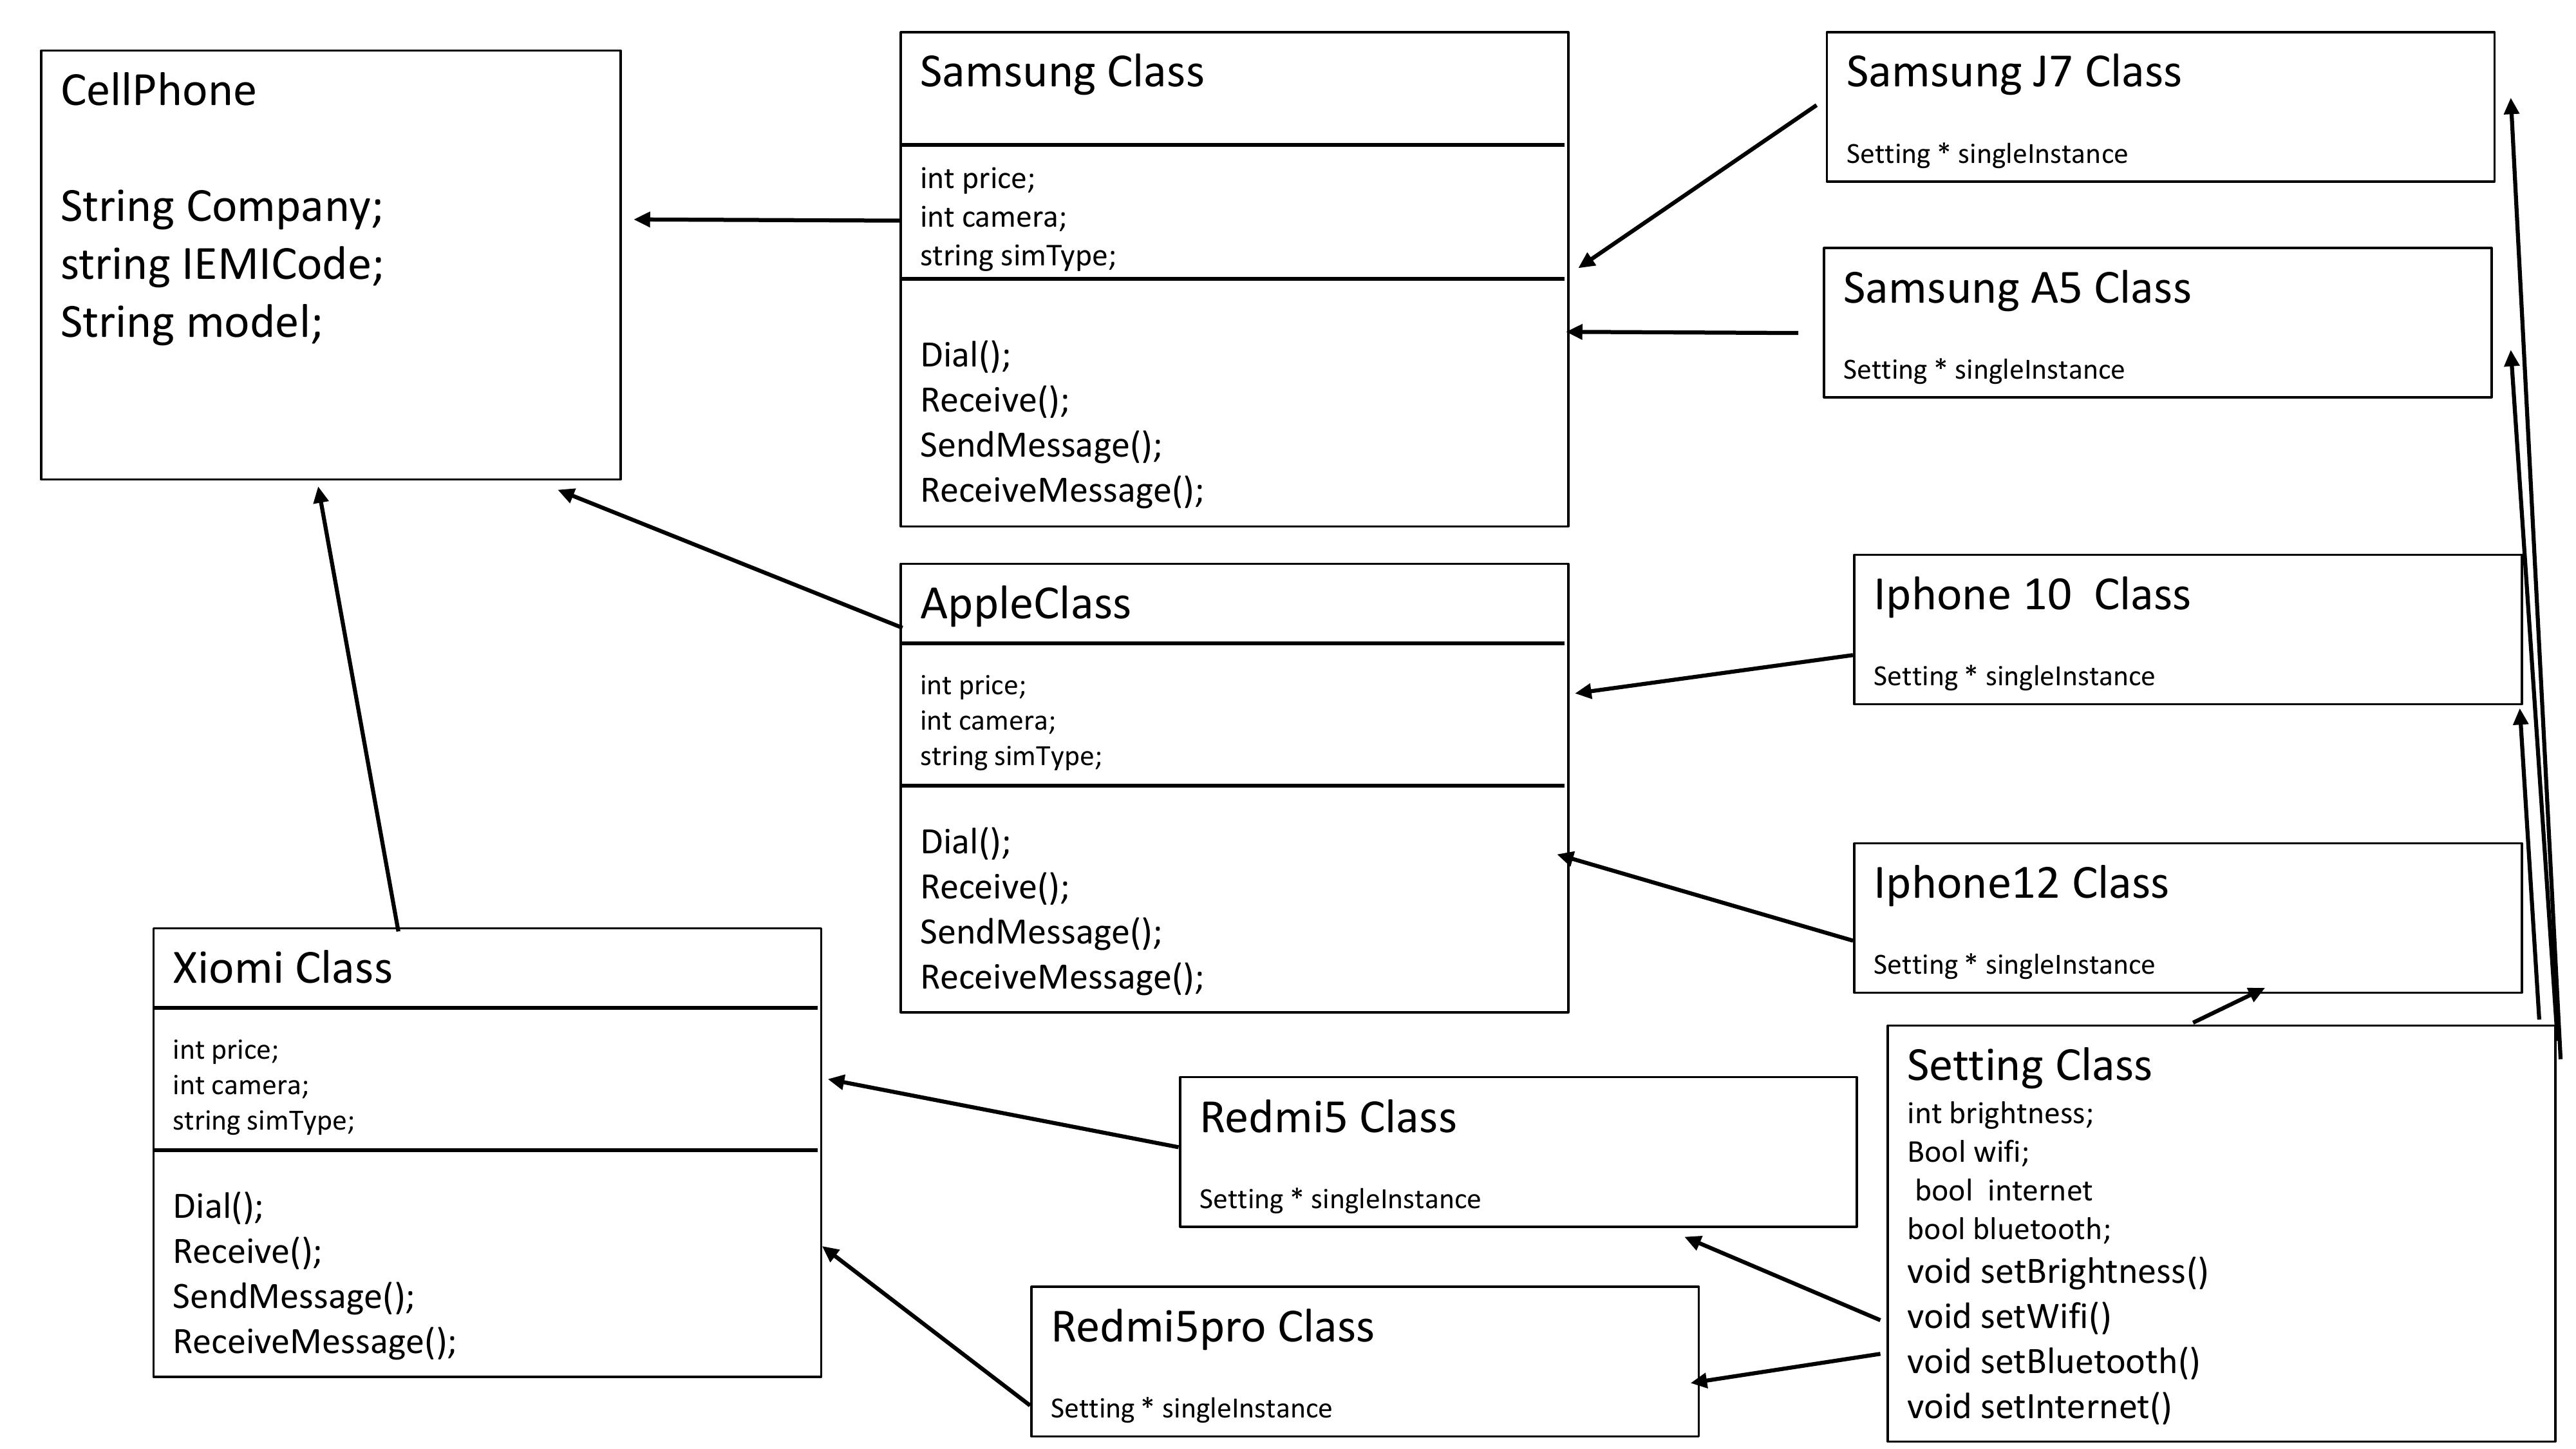 CellPhone
String Company;
string IEMICode;
String model;
Samsung Class
int price;
int camera;
string simType;
Dial();
Receive();
SendMessage();
ReceiveMessage();
Samsung J7 Class
Setting * singleInstance
Samsung A5 Class
Setting * singleInstance
AppleClass
int price;
int camera;
string simType;
Dial();
Receive();
SendMessage();
ReceiveMessage();
Iphone 10  Class
Setting * singleInstance
Iphone12 Class
Setting * singleInstance
Xiomi Class
int price;
int camera;
string simType;
Dial();
Receive();
SendMessage();
ReceiveMessage();
Redmi5 Class
Setting * singleInstance
Redmi5pro Class
Setting * singleInstance
Setting Class
int brightness;
Bool wifi;
bool  internet
bool bluetooth;
void setBrightness()
void setWifi()
void setBluetooth()
void setInternet()